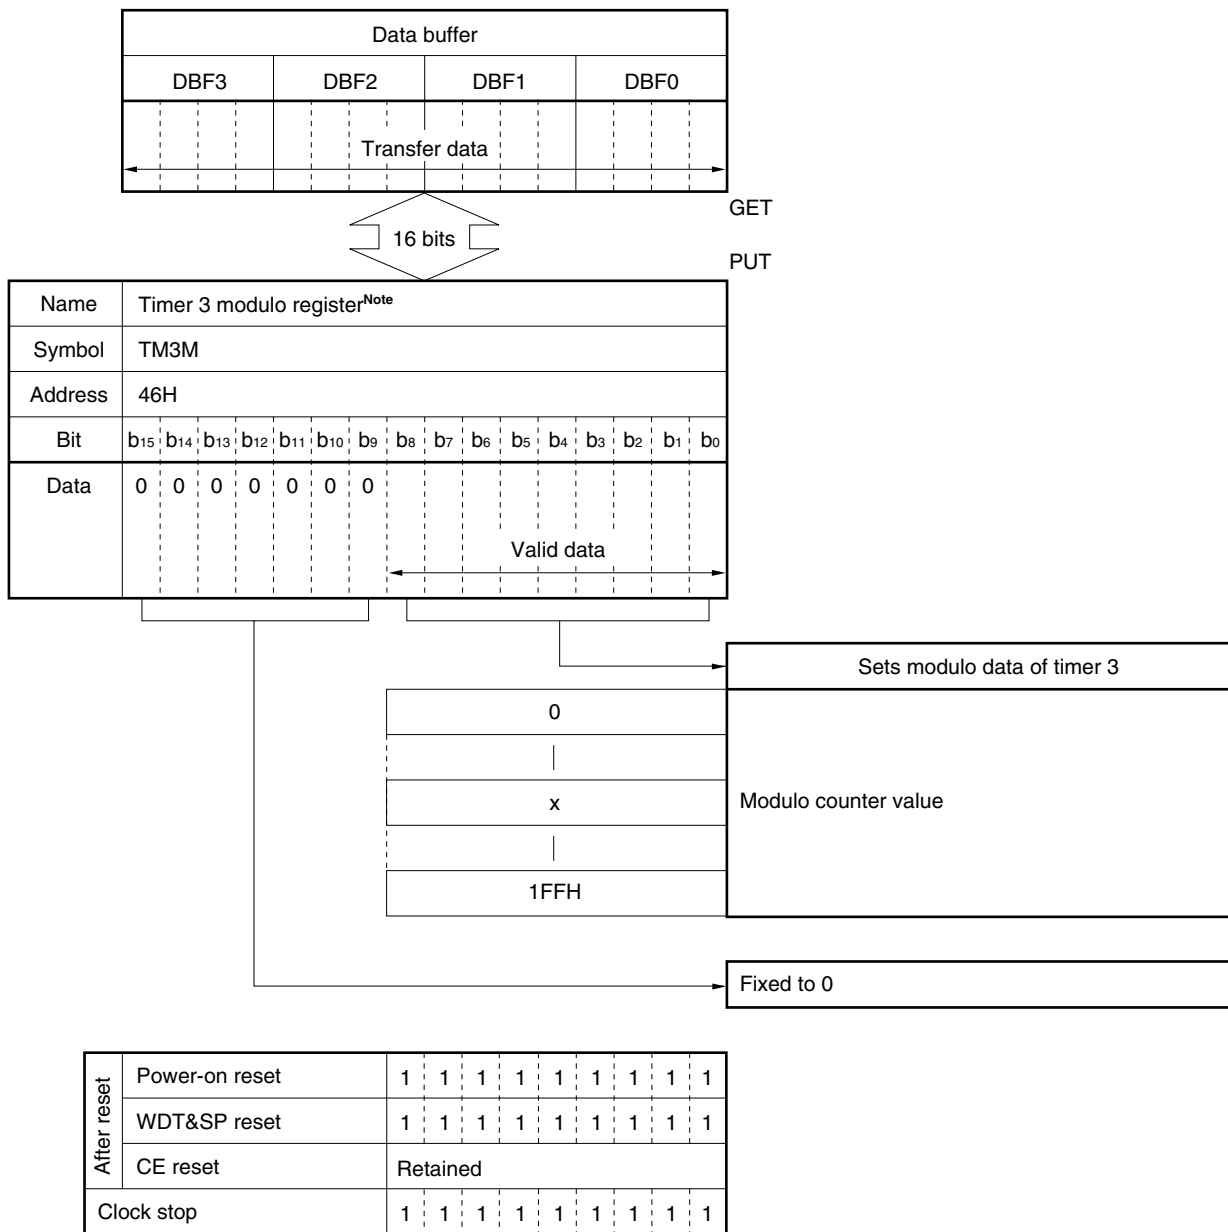 Data buffer
DBF3 DBF2 DBF1 DBF0
Transfer data
GET
16 bits
PUT
Name Timer 3 modulo registerNote
Symbol TM3M
Address 46H
Bit b15 b14 b13 b12 b11 b10 b9 b8 b7 b6 b5 b4 b3 b2 b1 b0
Data 0 0 0 0 0 0 0
Valid data
Sets modulo data of timer 3
0
x
Modulo counter value
1FFH
Fixed to 0
After reset
Power-on reset 1 1 1 1 1 1 1 1 1
WDT&SP reset 1 1 1 1 1 1 1 1 1
CE reset Retained
Clock stop 1 1 1 1 1 1 1 1 1